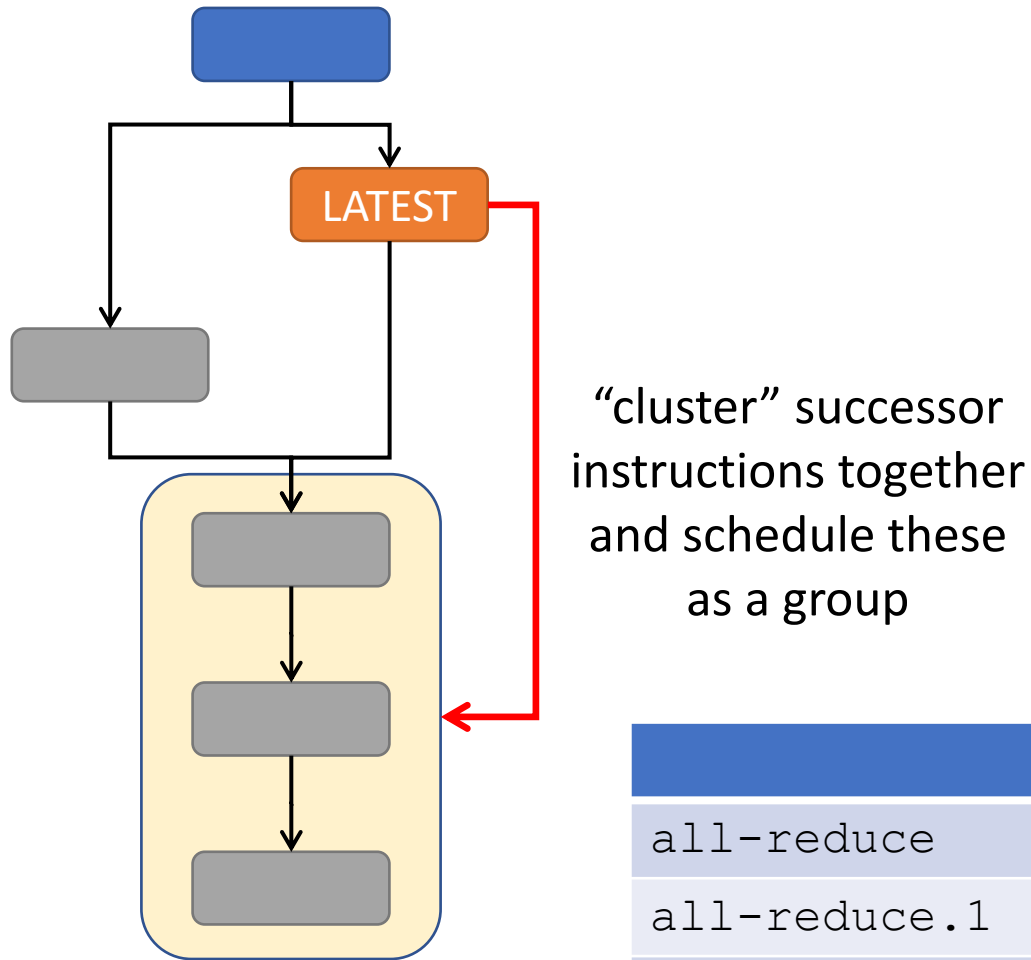 LATEST
“cluster” successor
instructions together
and schedule these
as a group
all-reduce
all-reduce.1